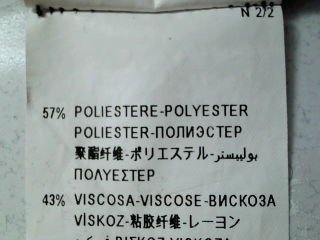 N 2/2
57% POLIESTERE-POLYESTER
POLIESTER-ПОЛИЭСТЕР
聚酯纤维-ポリエステル-بوليستر
ΠΟΛΥΕΣΤΕΡ
43% VISCOSA-VISCOSE-ВИСКОЗА
VİSKOZ-粘胶纤维-レーヨン